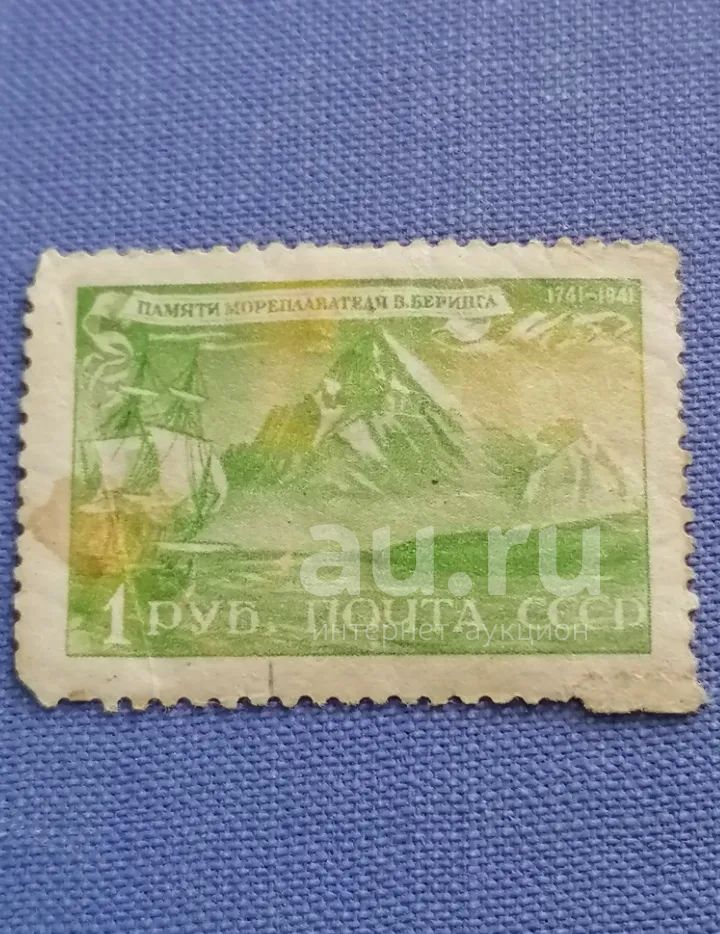 ПАМЯТИ МОРЕПЛАВАТЕЛЯ В.БЕРИНГА
1741-1941
au.ru
1 РУБ. ПОЧТА СССР
интернет аукцион